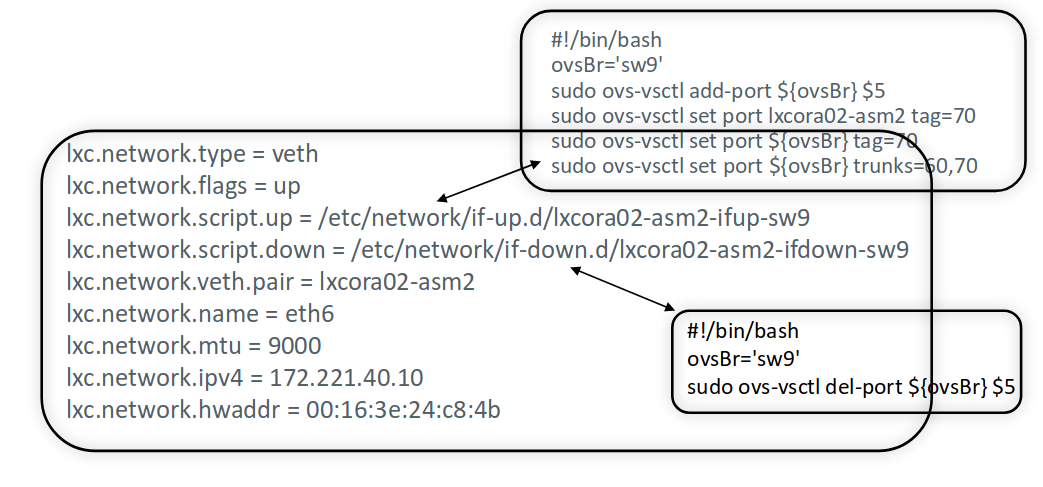 #!/bin/bash
ovsBr='sw9'
sudo ovs-vsctl add-port ${ovsBr} $5
sudo ovs-vsctl set port lxcora02-asm2 tag=70
sudo ovs-vsctl set port ${ovsBr} tag=70
sudo ovs-vsctl set port ${ovsBr} trunks=60,70
lxc.network.type = veth
lxc.network.flags = up
lxc.network.script.up = /etc/network/if-up.d/lxcora02-asm2-ifup-sw9
lxc.network.script.down = /etc/network/if-down.d/lxcora02-asm2-ifdown-sw9
lxc.network.veth.pair = lxcora02-asm2
lxc.network.name = eth6
lxc.network.mtu = 9000
lxc.network.ipv4 = 172.221.40.10
lxc.network.hwaddr = 00:16:3e:24:c8:4b
#!/bin/bash
ovsBr='sw9'
sudo ovs-vsctl del-port ${ovsBr} $5